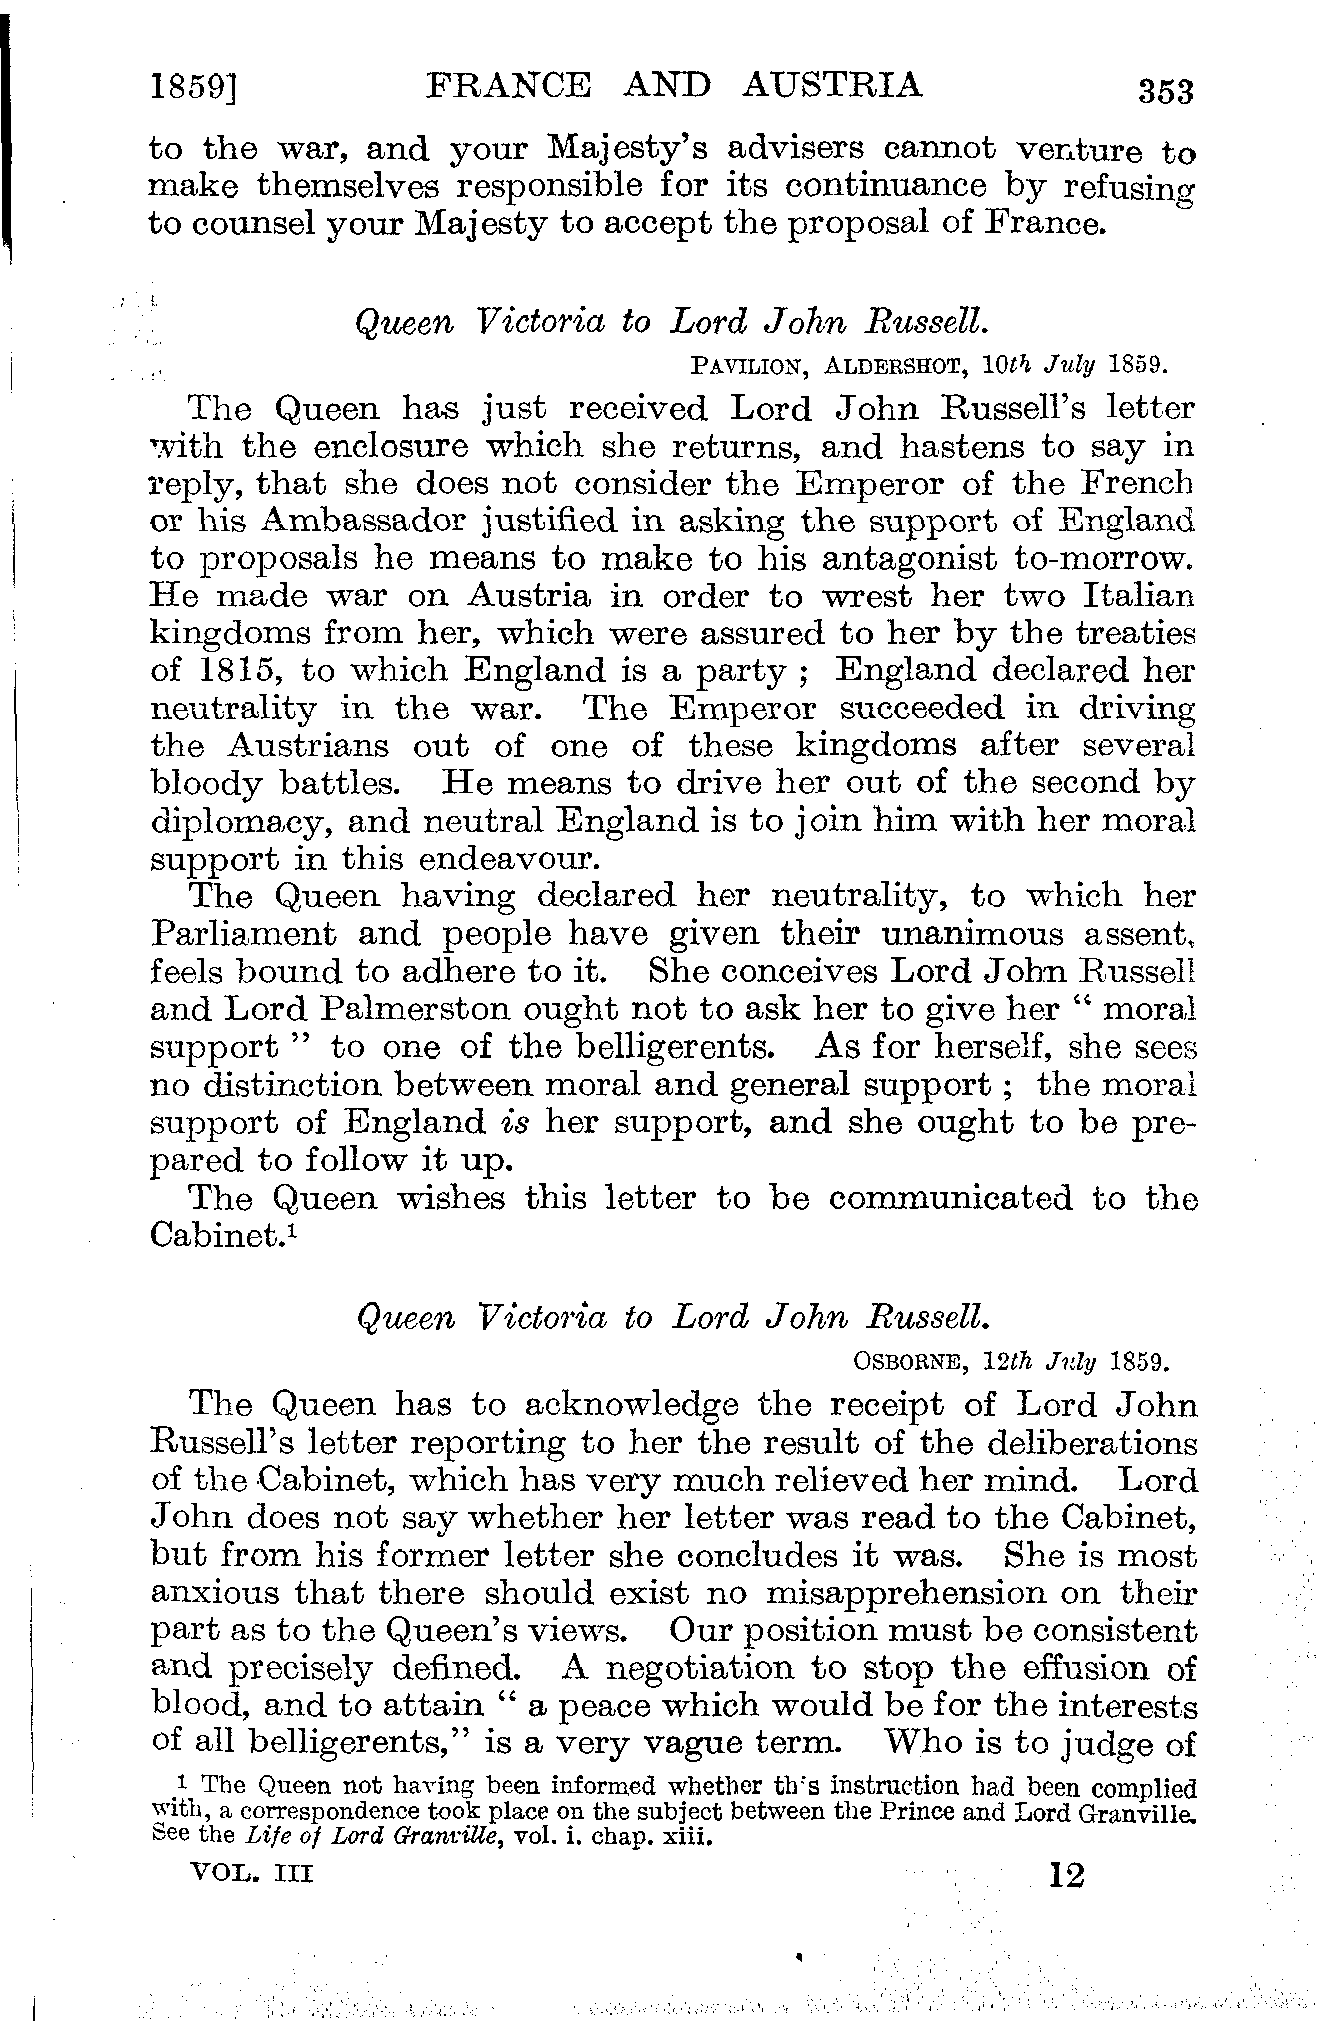 1859] FRANCE AND AUSTRIA 353
to the war, and your Majesty's advisers cannot venture to
make themselves responsible for its continuance by refusing
to counsel your Majesty to accept the proposal of France.
Queen Victoria to Lord John Russell.
PAVILION, ALDERSHOT, 10th July 1859.
The Queen has just received Lord John Russell's letter
with the enclosure which she returns, and hastens to say in
reply, that she does not consider the Emperor of the French
or his Ambassador justified in asking the support of England
to proposals he means to make to his antagonist to-morrow.
He made war on Austria in order to wrest her two Italian
kingdoms from her, which were assured to her by the treaties
of 1815, to which England is a party ; England declared her
neutrality in the war. The Emperor succeeded in driving
the Austrians out of one of these kingdoms after several
bloody battles. He means to drive her out of the second by
diplomacy, and neutral England is to join him with her moral
support in this endeavour.
The Queen having declared her neutrality, to which her
Parliament and people have given their unanimous assent,
feels bound to adhere to it. She conceives Lord John Russell
and Lord Palmerston ought not to ask her to give her “ moral
support ” to one of the belligerents. As for herself, she sees
no distinction between moral and general support ; the moral
support of England is her support, and she ought to be pre-
pared to follow it up.
The Queen wishes this letter to be communicated to the
Cabinet.¹
Queen Victoria to Lord John Russell.
OSBORNE, 12th July 1859.
The Queen has to acknowledge the receipt of Lord John
Russell's letter reporting to her the result of the deliberations
of the Cabinet, which has very much relieved her mind. Lord
John does not say whether her letter was read to the Cabinet,
but from his former letter she concludes it was. She is most
anxious that there should exist no misapprehension on their
part as to the Queen's views. Our position must be consistent
and precisely defined. A negotiation to stop the effusion of
blood, and to attain “ a peace which would be for the interests
of all belligerents,” is a very vague term. Who is to judge of
1 The Queen not having been informed whether this instruction had been complied
with, a correspondence took place on the subject between the Prince and Lord Granville.
See the Life of Lord Granville, vol. i. chap. xiii.
VOL. III 12